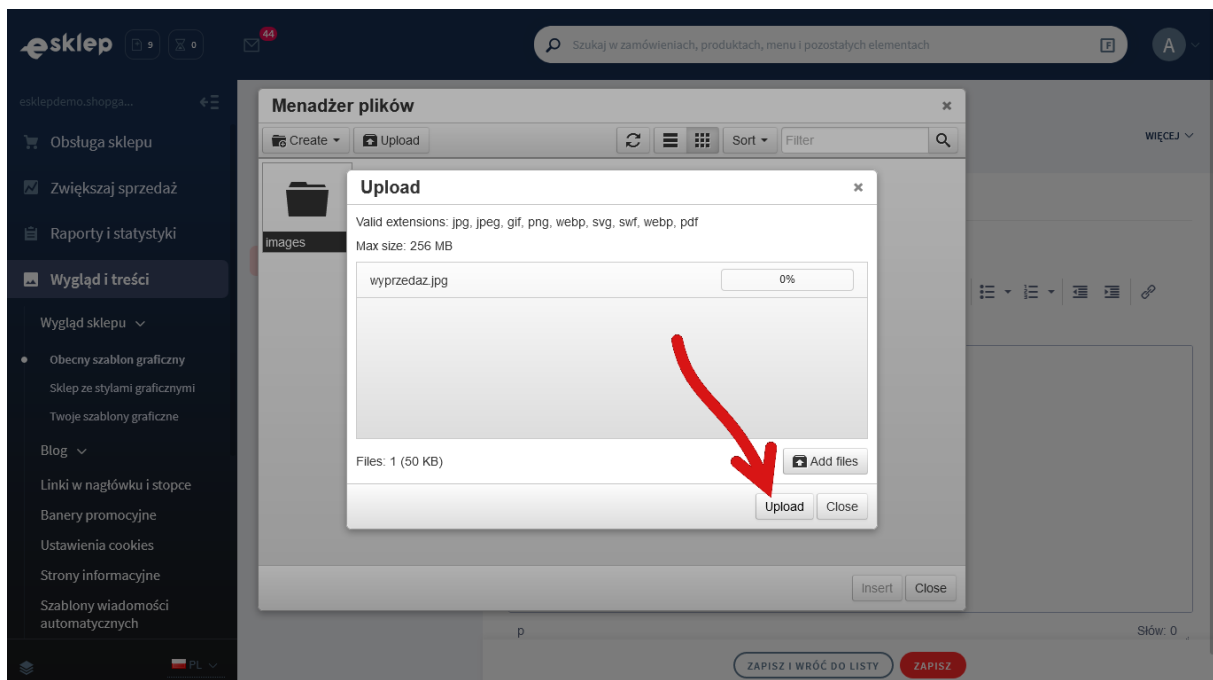 esklep 9 0 44 Szukaj w zamówieniach, produktach, menu i pozostałych elementach F A
esklepdemo.shopga...
Obsługa sklepu
Zwiększaj sprzedaż
Raporty i statystyki
Wygląd i treści
Wygląd sklepu
Obecny szablon graficzny
Sklep ze stylami graficznymi
Twoje szablony graficzne
Blog
Linki w nagłówku i stopce
Banery promocyjne
Ustawienia cookies
Strony informacyjne
Szablony wiadomości
automatycznych
PL
WIĘCEJ
Menadżer plików
Create Upload Sort Filter
images
Upload
Valid extensions: jpg, jpeg, gif, png, webp, svg, swf, webp, pdf
Max size: 256 MB
wyprzedaz.jpg 0%
Files: 1 (50 KB) Add files
Upload Close
Insert Close
p Słów: 0
ZAPISZ I WRÓĆ DO LISTY ZAPISZ